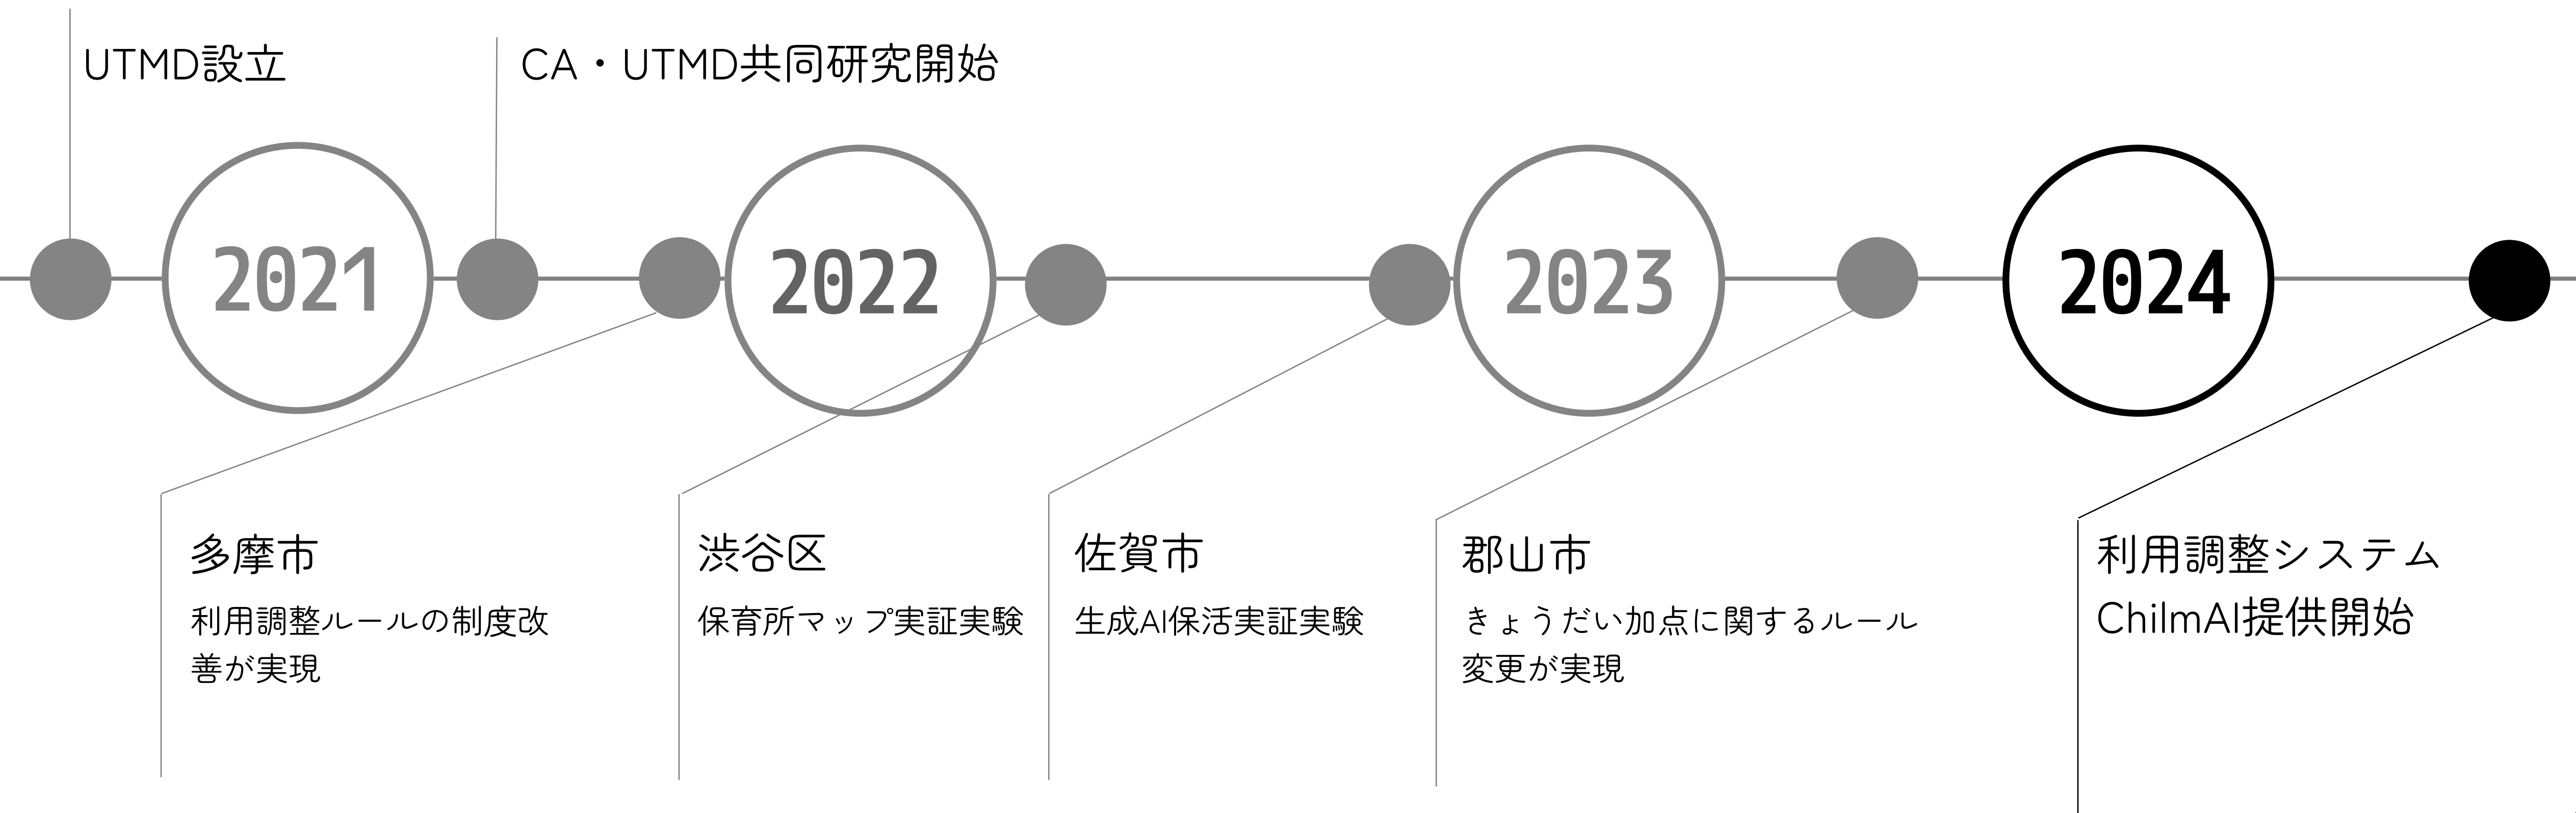 UTMD設立
CA・UTMD共同研究開始
2021
2022
2023
2024
多摩市
利用調整ルールの制度改
善が実現
渋谷区
保育所マップ実証実験
佐賀市
生成AI保活実証実験
郡山市
きょうだい加点に関するルール
変更が実現
利用調整システム
ChilmAI提供開始